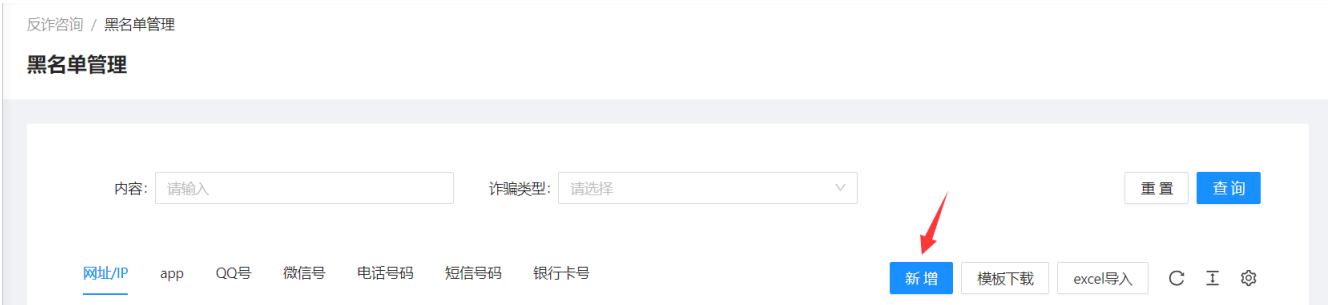 反诈咨询 / 黑名单管理
黑名单管理
内容: 请输入 诈骗类型: 请选择 重 置 查 询
网址/IP app QQ号 微信号 电话号码 短信号码 银行卡号 新 增 模板下载 excel导入